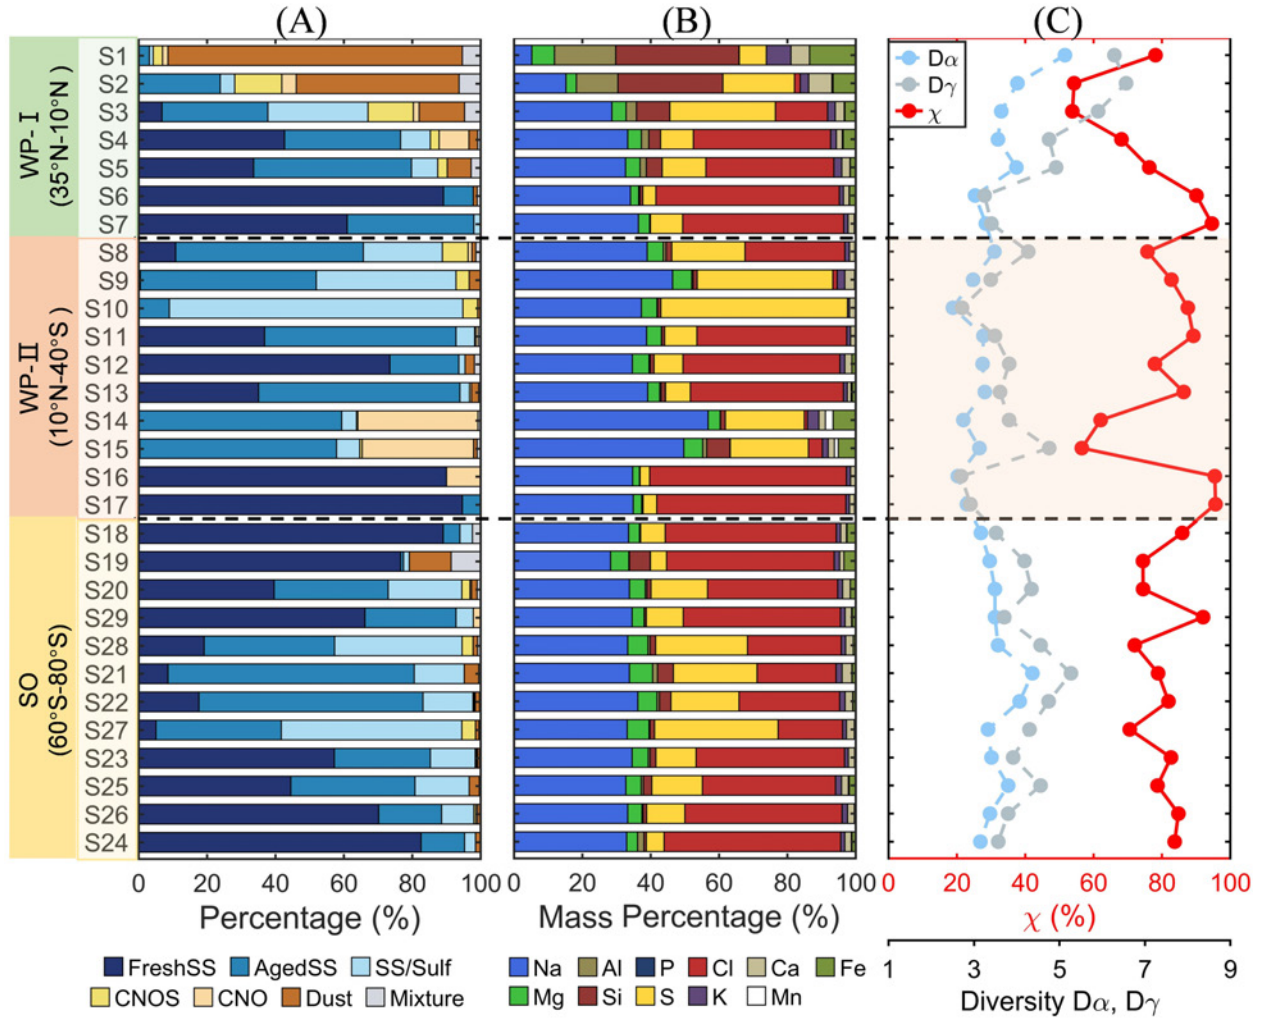 (A)
(B)
(C)
WP-I
(35°N-10°N)
WP-II
(10°N-40°S)
SO
(60°S-80°S)
S1
S2
S3
S4
S5
S6
S7
S8
S9
S10
S11
S12
S13
S14
S15
S16
S17
S18
S19
S20
S29
S28
S21
S22
S27
S23
S25
S26
S24
Dα
Dγ
χ
0 20 40 60 80 100
0 20 40 60 80 100
0 20 40 60 80 100
Percentage (%)
Mass Percentage (%)
χ (%)
1 3 5 7 9
Diversity Dα, Dγ
FreshSS AgedSS SS/Sulf
CNOS CNO Dust Mixture
Na Al P Cl Ca Fe
Mg Si S K Mn